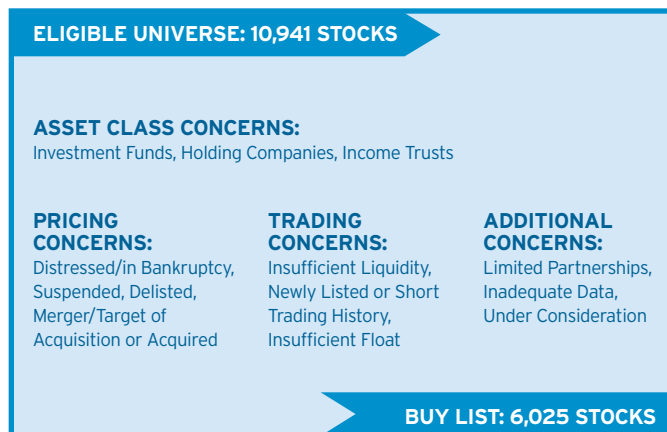 ELIGIBLE UNIVERSE: 10,941 STOCKS
ASSET CLASS CONCERNS:
Investment Funds, Holding Companies, Income Trusts
PRICING
CONCERNS:
Distressed/in Bankruptcy,
Suspended, Delisted,
Merger/Target of
Acquisition or Acquired
TRADING
CONCERNS:
Insufficient Liquidity,
Newly Listed or Short
Trading History,
Insufficient Float
ADDITIONAL
CONCERNS:
Limited Partnerships,
Inadequate Data,
Under Consideration
BUY LIST: 6,025 STOCKS